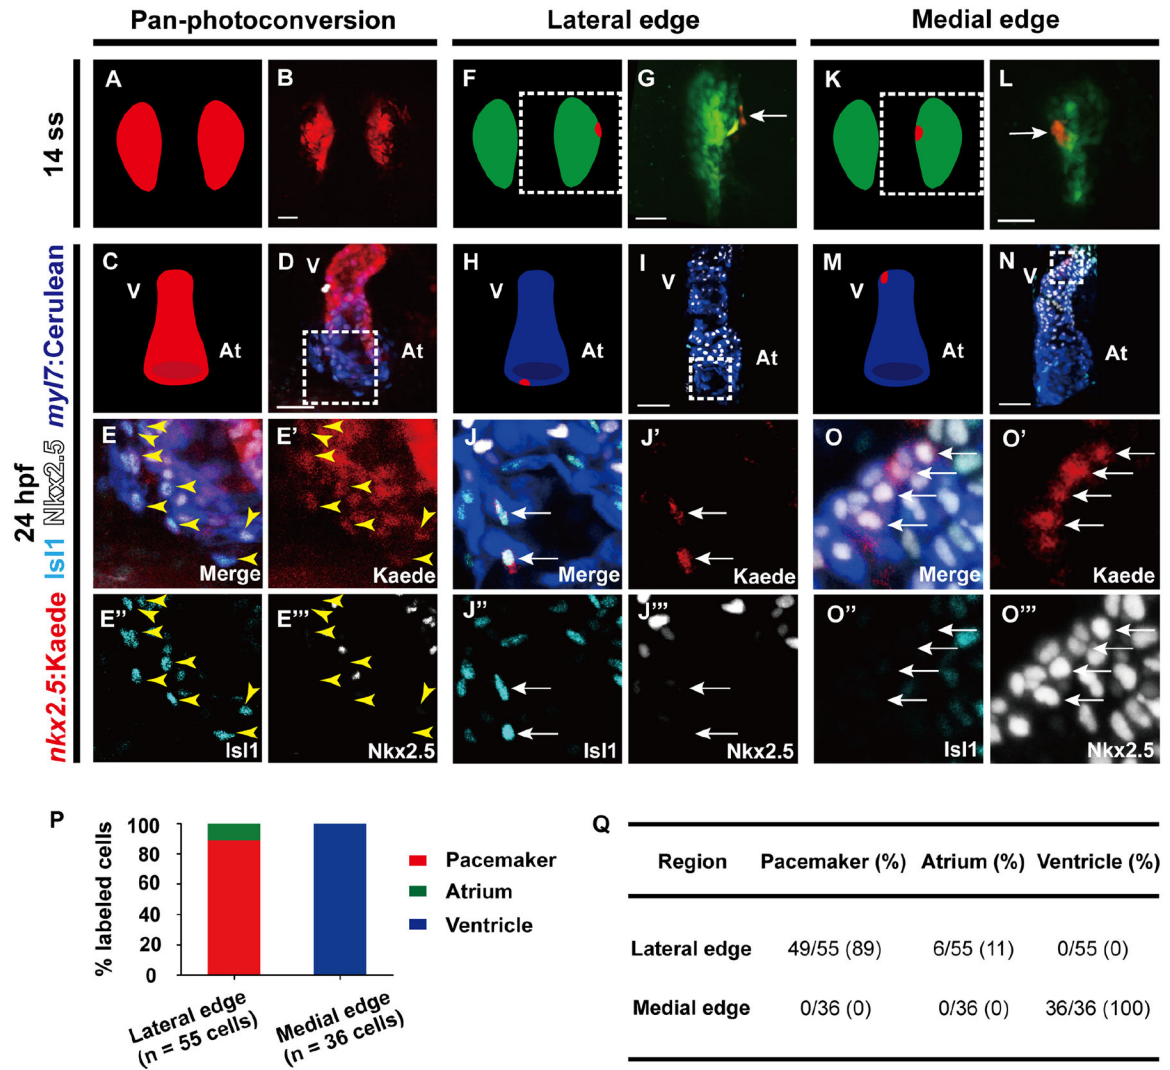 Pan-photoconversion
Lateral edge
Medial edge
14 ss
A
B
F
G
K
L
24 hpf
nkx2.5:Kaede Isl1 Nkx2.5 myl7:Cerulean
C
V
At
D
V
At
H
V
At
I
V
At
M
V
At
N
V
At
E
Merge
E'
Kaede
J
Merge
J'
Kaede
O
Merge
O'
Kaede
E''
Isl1
E'''
Nkx2.5
J''
Isl1
J'''
Nkx2.5
O''
Isl1
O'''
Nkx2.5
P
% labeled cells
100
80
60
40
20
0
Lateral edge
(n = 55 cells)
Medial edge
(n = 36 cells)
Pacemaker
Atrium
Ventricle
Q
Region Pacemaker (%) Atrium (%) Ventricle (%)
Lateral edge 49/55 (89) 6/55 (11) 0/55 (0)
Medial edge 0/36 (0) 0/36 (0) 36/36 (100)